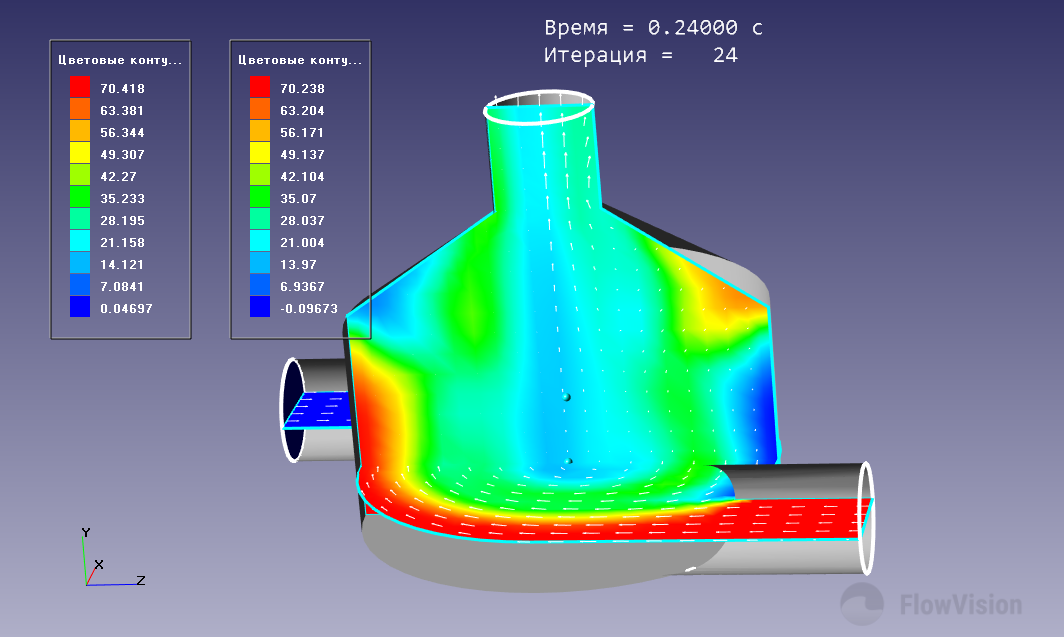 Время = 0.24000 с
Итерация = 24
Цветовые конту...
70.418
63.381
56.344
49.307
42.27
35.233
28.195
21.158
14.121
7.0841
0.04697
Цветовые конту...
70.238
63.204
56.171
49.137
42.104
35.07
28.037
21.004
13.97
6.9367
-0.09673
Y
X
Z
FlowVision